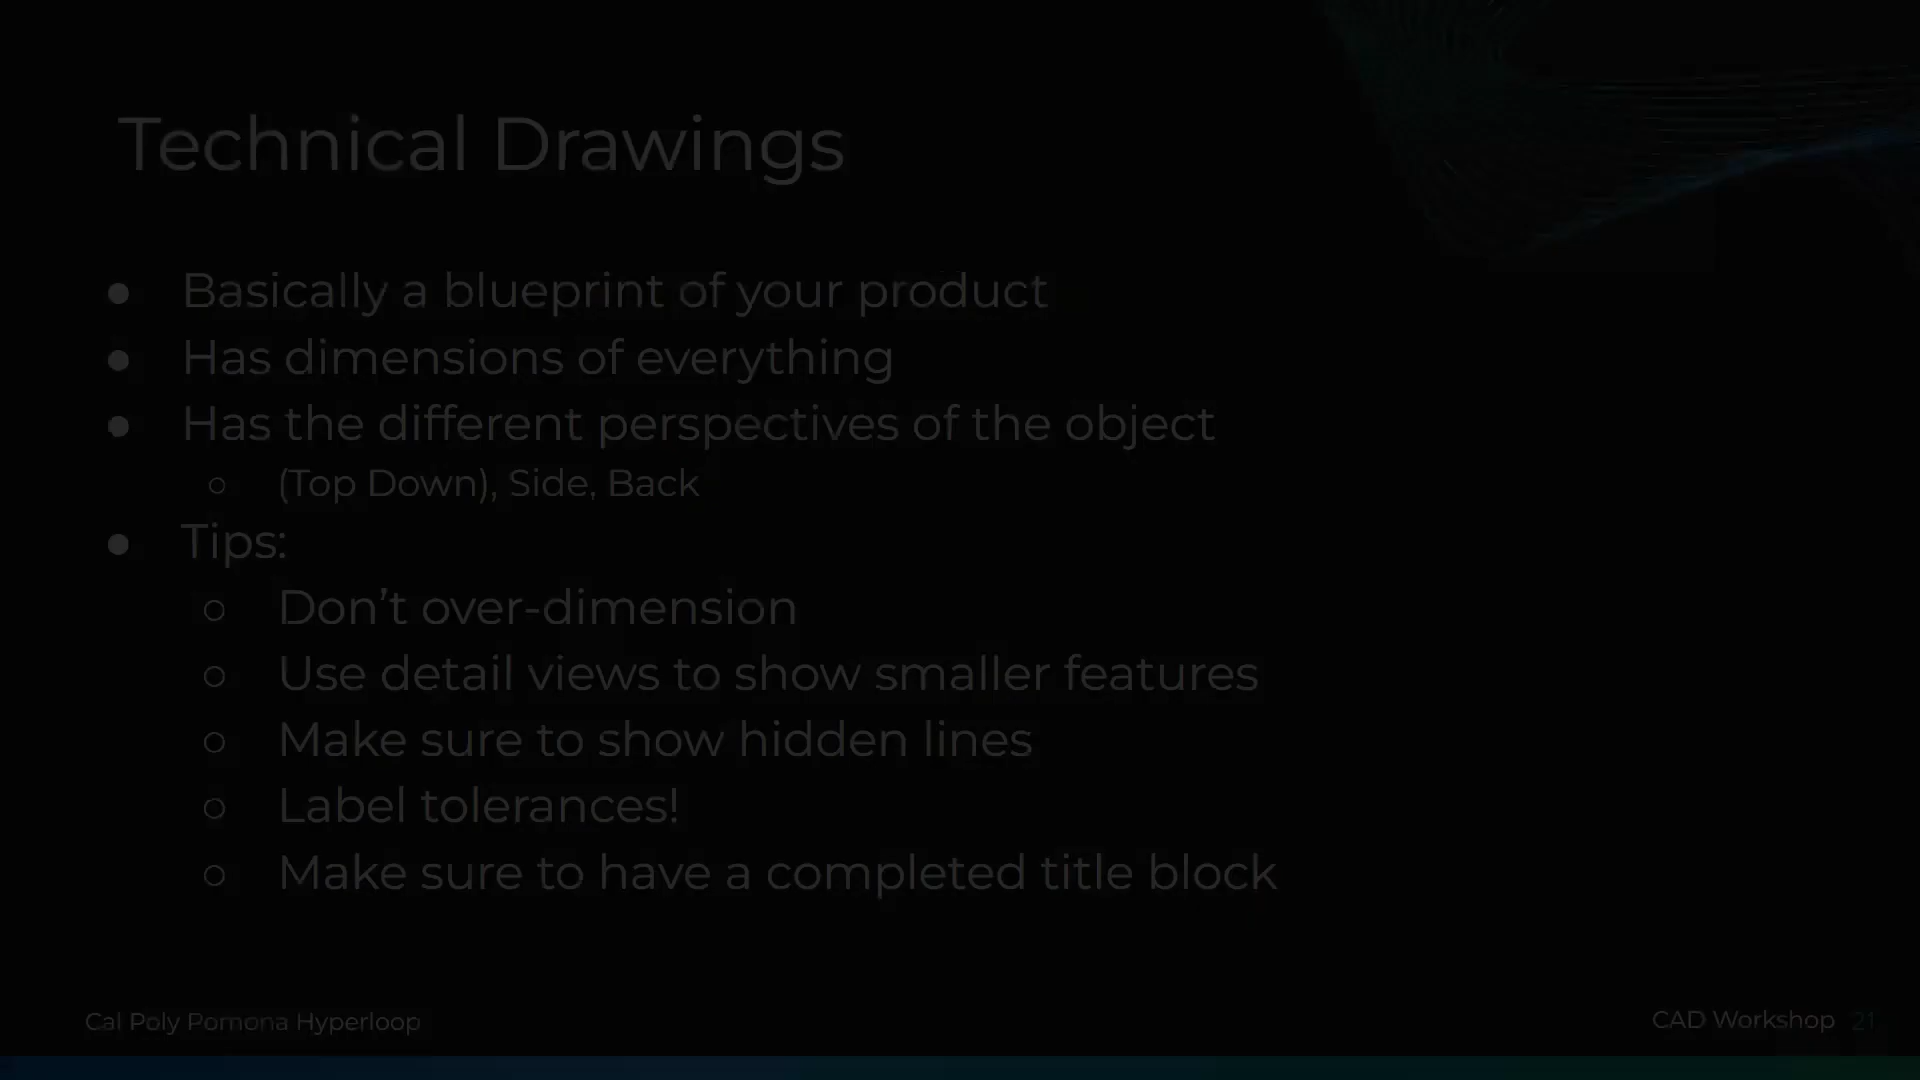 Technical Drawings
● Basically a blueprint of your product
● Has dimensions of everything
● Has the different perspectives of the object
○ (Top Down), Side, Back
● Tips:
○ Don’t over-dimension
○ Use detail views to show smaller features
○ Make sure to show hidden lines
○ Label tolerances!
○ Make sure to have a completed title block
Cal Poly Pomona Hyperloop
CAD Workshop 21